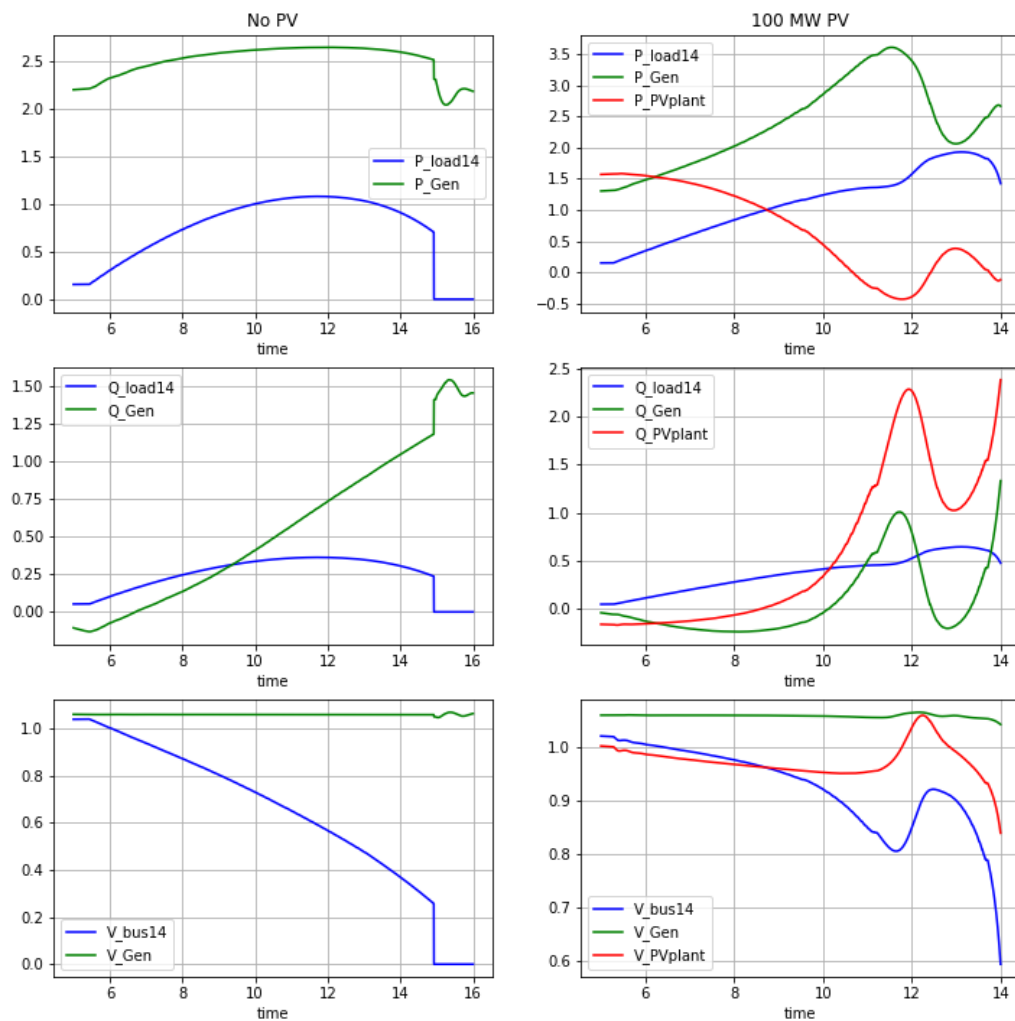 No PV
2.5
2.0
1.5
1.0
0.5
0.0
P_load14
P_Gen
6 8 10 12 14 16
time
100 MW PV
3.5
3.0
2.5
2.0
1.5
1.0
0.5
0.0
−0.5
P_load14
P_Gen
P_PVplant
6 8 10 12 14
time
1.50
1.25
1.00
0.75
0.50
0.25
0.00
Q_load14
Q_Gen
6 8 10 12 14 16
time
2.5
2.0
1.5
1.0
0.5
0.0
Q_load14
Q_Gen
Q_PVplant
6 8 10 12 14
time
1.0
0.8
0.6
0.4
0.2
0.0
V_bus14
V_Gen
6 8 10 12 14 16
time
1.0
0.9
0.8
0.7
0.6
V_bus14
V_Gen
V_PVplant
6 8 10 12 14
time